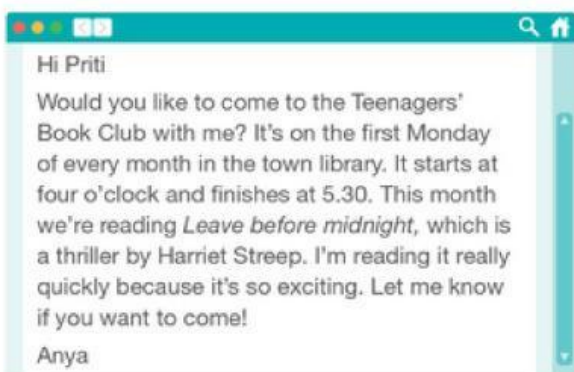 Hi Priti
Would you like to come to the Teenagers'
Book Club with me? It's on the first Monday
of every month in the town library. It starts at
four o'clock and finishes at 5.30. This month
we're reading Leave before midnight, which is
a thriller by Harriet Streep. I'm reading it really
quickly because it's so exciting. Let me know
if you want to come!
Anya